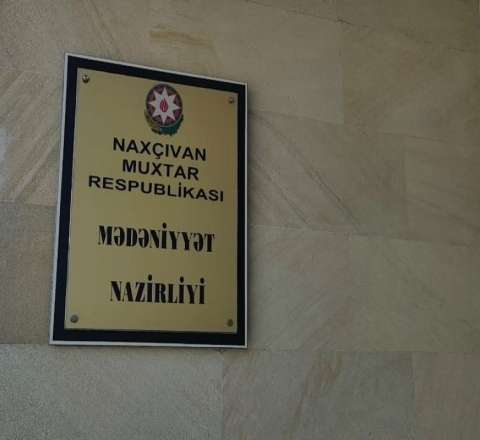 NAXÇIVAN
MUXTAR
RESPUBLİKASI
MƏDƏNİYYƏT
NAZİRLİYİ